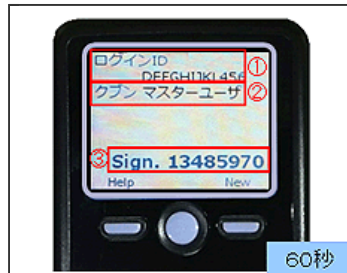 ログインID ①
DEFGHIJKL456
クブン マスターユーザ ②
③ Sign. 13485970
Help New
60秒